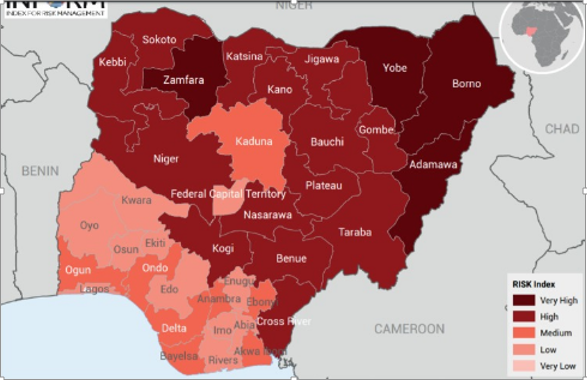 INFORM
INDEX FOR RISK MANAGEMENT
NIGER
Sokoto
Kebbi
Zamfara
Katsina
Jigawa
Kano
Yobe
Borno
Kaduna
Gombe
Bauchi
Adamawa
CHAD
Niger
BENIN
Federal Capital Territory
Plateau
Nasarawa
Taraba
Kwara
Oyo
Osun
Ekiti
Kogi
Benue
Ogun
Ondo
Lagos
Edo
Enugu
Anambra
Ebonyi
Cross River
Delta
Imo
Abia
Bayelsa
Rivers
CAMEROON
RISK Index
Very High
High
Medium
Low
Very Low